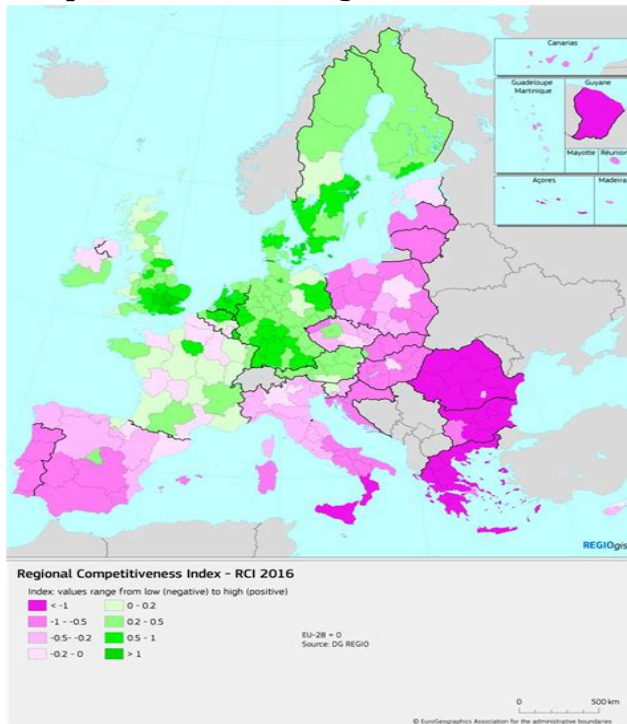 Canarias
Guadeloupe
Martinique
Guyane
Mayotte
Réunion
Açores
Madeira
REGIOgis
Regional Competitiveness Index - RCI 2016
Index: values range from low (negative) to high (positive)
< -1
-1 - -0.5
-0.5- -0.2
-0.2 - 0
0 - 0.2
0.2 - 0.5
0.5 - 1
> 1
EU-28 = 0
Source: DG REGIO
0 500 km
© EuroGeographics Association for the administrative boundaries